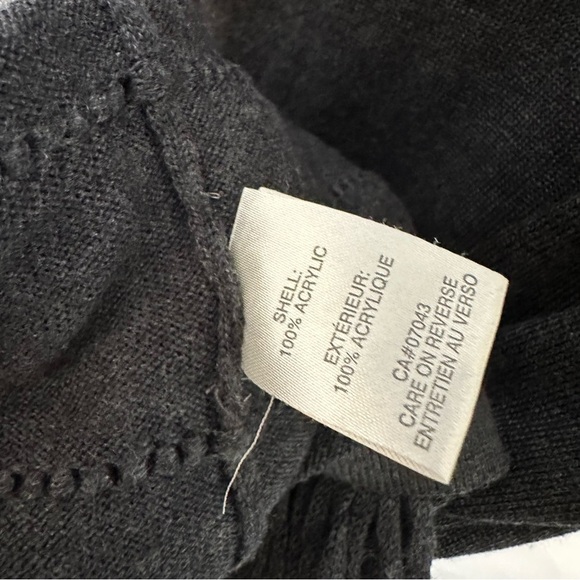 SHELL:
100% ACRYLIC
EXTÉRIEUR:
100% ACRYLIQUE
CA#07043
CARE ON REVERSE
ENTRETIEN AU VERSO